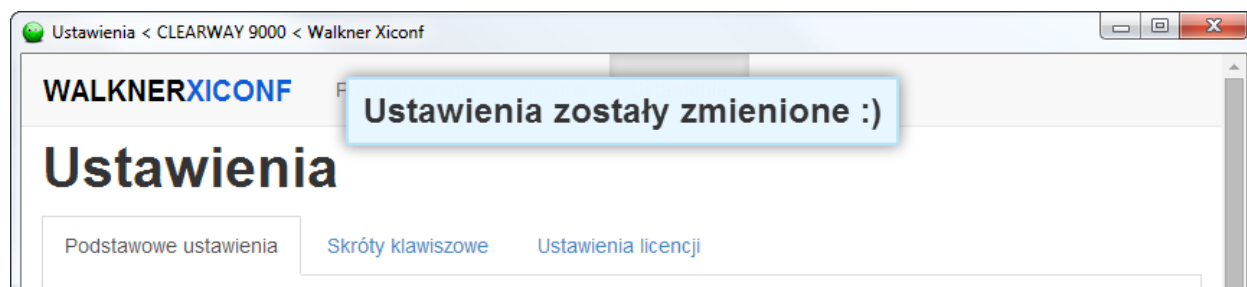 Ustawienia < CLEARWAY 9000 < Walkner Xiconf
WALKNERXICONF
Ustawienia zostały zmienione :)
Ustawienia
Podstawowe ustawienia Skróty klawiszowe Ustawienia licencji